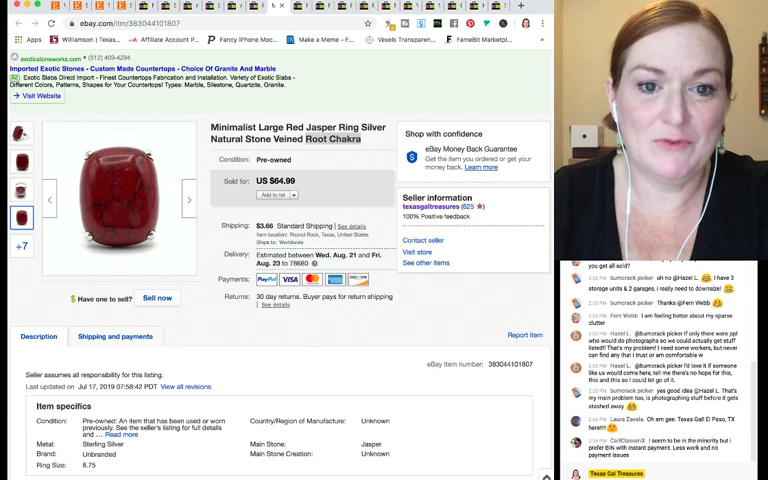 ebay.com/itm/383044101807
Apps
Williamson | Texas...
Affiliate Account P...
Fancy iPhone Moc...
Make a Meme - F...
Vexels Transparen...
FameBit Marketpl...
exoticstoneworks.com
(512) 409-4294
Imported Exotic Stones - Custom Made Countertops - Choice Of Granite And Marble
Ad Exotic Slabs Direct Import - Finest Countertops Fabrication and Installation. Variety of Exotic Slabs -
Different Colors, Patterns, Shapes for Your Countertops! Types: Marble, Silestone, Quartzite, Granite.
→ Visit Website
Minimalist Large Red Jasper Ring Silver
Natural Stone Veined Root Chakra
Condition: Pre-owned
Sold for: US $64.99
Add to list
Shipping: $3.66 Standard Shipping | See details
Item location: Round Rock, Texas, United States
Ships to: Worldwide
Delivery: Estimated between Wed. Aug. 21 and Fri.
Aug. 23 to 78680
Payments: PayPal VISA DISCOVER
Returns: 30 day returns. Buyer pays for return shipping
| See details
Shop with confidence
eBay Money Back Guarantee
Get the item you ordered or get your
money back. Learn more
Seller information
texasgaltreasures (625 )
100% Positive feedback
Contact seller
Visit store
See other items
+7
$ Have one to sell? Sell now
Description
Shipping and payments
Report item
eBay Item number: 383044101807
Seller assumes all responsibility for this listing.
Last updated on Jul 17, 2019 07:58:42 PDT View all revisions
Item specifics
Condition: Pre-owned: An item that has been used or worn
previously. See the seller's listing for full details
and ... Read more
Country/Region of Manufacture: Unknown
Metal: Sterling Silver
Main Stone: Jasper
Brand: Unbranded
Main Stone Creation: Unknown
Ring Size: 8.75
you get all sold?
bumcrack picker oh no @Hazel L. I have 3
storage units & 2 garages, i really need to downsize!
bumcrack picker Thanks @Fern Webb
Fern Webb I am feeling better about my sparse
clutter
Hazel L. @bumcrack picker If only there were ppl
who would do photographs so we could actually get stuff
listed!! That's my problem! I need some workers, but never
can find any that I trust or am comfortable w
Hazel L. @bumcrack picker I'd love it if someone
like us would come here, tell me there's no hope for this,
this and this so I could let go of it.
bumcrack picker yes good idea @Hazel L. That's
my main problem too, is photographing stuff before it gets
stashed away
2:06 PM Laura Zavala Oh em gee. Texas Gal! El Paso, TX
here!!!!
2:06 PM CarlClassenX I seem to be in the minority but i
prefer BIN with instant payment. Less work and no
payment issues
Texas Gal Treasures